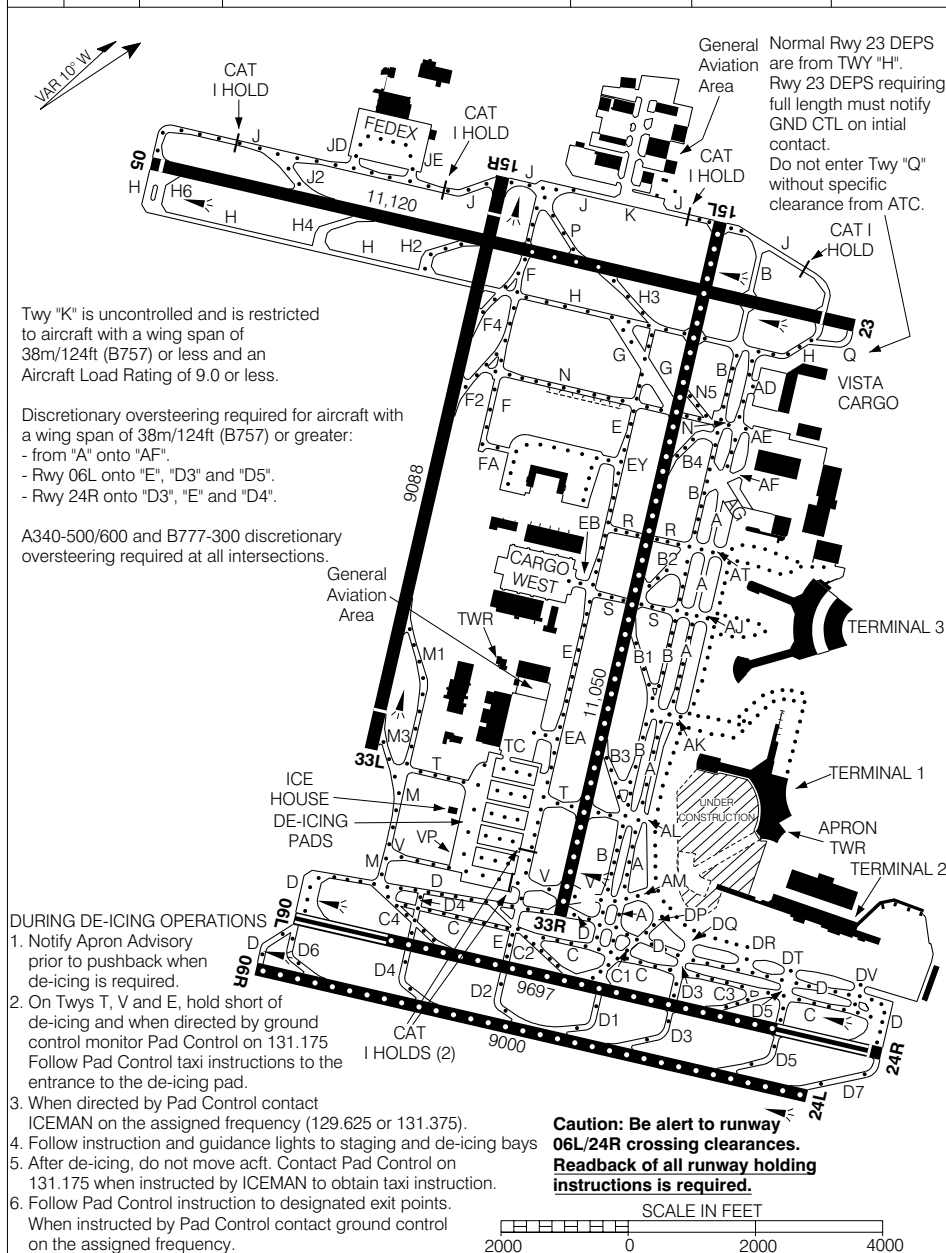 General
Aviation
Area
Normal Rwy 23 DEPS
are from TWY "H".
Rwy 23 DEPS requiring
full length must notify
GND CTL on intial
contact.
Do not enter Twy "Q"
without specific
clearance from ATC.
VAR 10° W
CAT
I HOLD
FEDEX
CAT
I HOLD
CAT
I HOLD
CAT I
HOLD
J
JD
JE
J
15R
J
J
K
J
15L
J
05
H
H6
J2
11,120
H
H4
H
H2
P
F
H
H3
B
23
H
Q
Twy "K" is uncontrolled and is restricted
to aircraft with a wing span of
38m/124ft (B757) or less and an
Aircraft Load Rating of 9.0 or less.
Discretionary oversteering required for aircraft with
a wing span of 38m/124ft (B757) or greater:
- from "A" onto "AF".
- Rwy 06L onto "E", "D3" and "D5".
- Rwy 24R onto "D3", "E" and "D4".
A340-500/600 and B777-300 discretionary
oversteering required at all intersections.
F4
G
G
B
AD
VISTA
CARGO
F2
F
N
N5
N
E
AE
FA
EY
B4
AF
9088
B
AG
EB
R
R
A
CARGO
WEST
B2
A
AT
General
Aviation
Area
TWR
S
S
AJ
TERMINAL 3
M1
E
B1
B
A
11,050
M3
33L
TC
EA
B3
B
A
AK
T
TERMINAL 1
ICE
HOUSE
DE-ICING
PADS
M
T
AL
UNDER
CONSTRUCTION
APRON
TWR
VP
V
V
B
A
AM
TERMINAL 2
M
D
D
33R
V
A
DP
DQ
06L
C4
D4
C
E
C2
D
C
C1
C
D
DR
DT
DV
D
D6
D4
D2
9697
D1
D3
C3
D5
D
C
D
06R
9000
D3
D5
24R
24L
D7
CAT
I HOLDS (2)
DURING DE-ICING OPERATIONS
1. Notify Apron Advisory
prior to pushback when
de-icing is required.
2. On Twys T, V and E, hold short of
de-icing and when directed by ground
control monitor Pad Control on 131.175
Follow Pad Control taxi instructions to the
entrance to the de-icing pad.
3. When directed by Pad Control contact
ICEMAN on the assigned frequency (129.625 or 131.375).
4. Follow instruction and guidance lights to staging and de-icing bays
5. After de-icing, do not move acft. Contact Pad Control on
131.175 when instructed by ICEMAN to obtain taxi instruction.
6. Follow Pad Control instruction to designated exit points.
When instructed by Pad Control contact ground control
on the assigned frequency.
Caution: Be alert to runway
06L/24R crossing clearances.
Readback of all runway holding
instructions is required.
SCALE IN FEET
2000 0 2000 4000